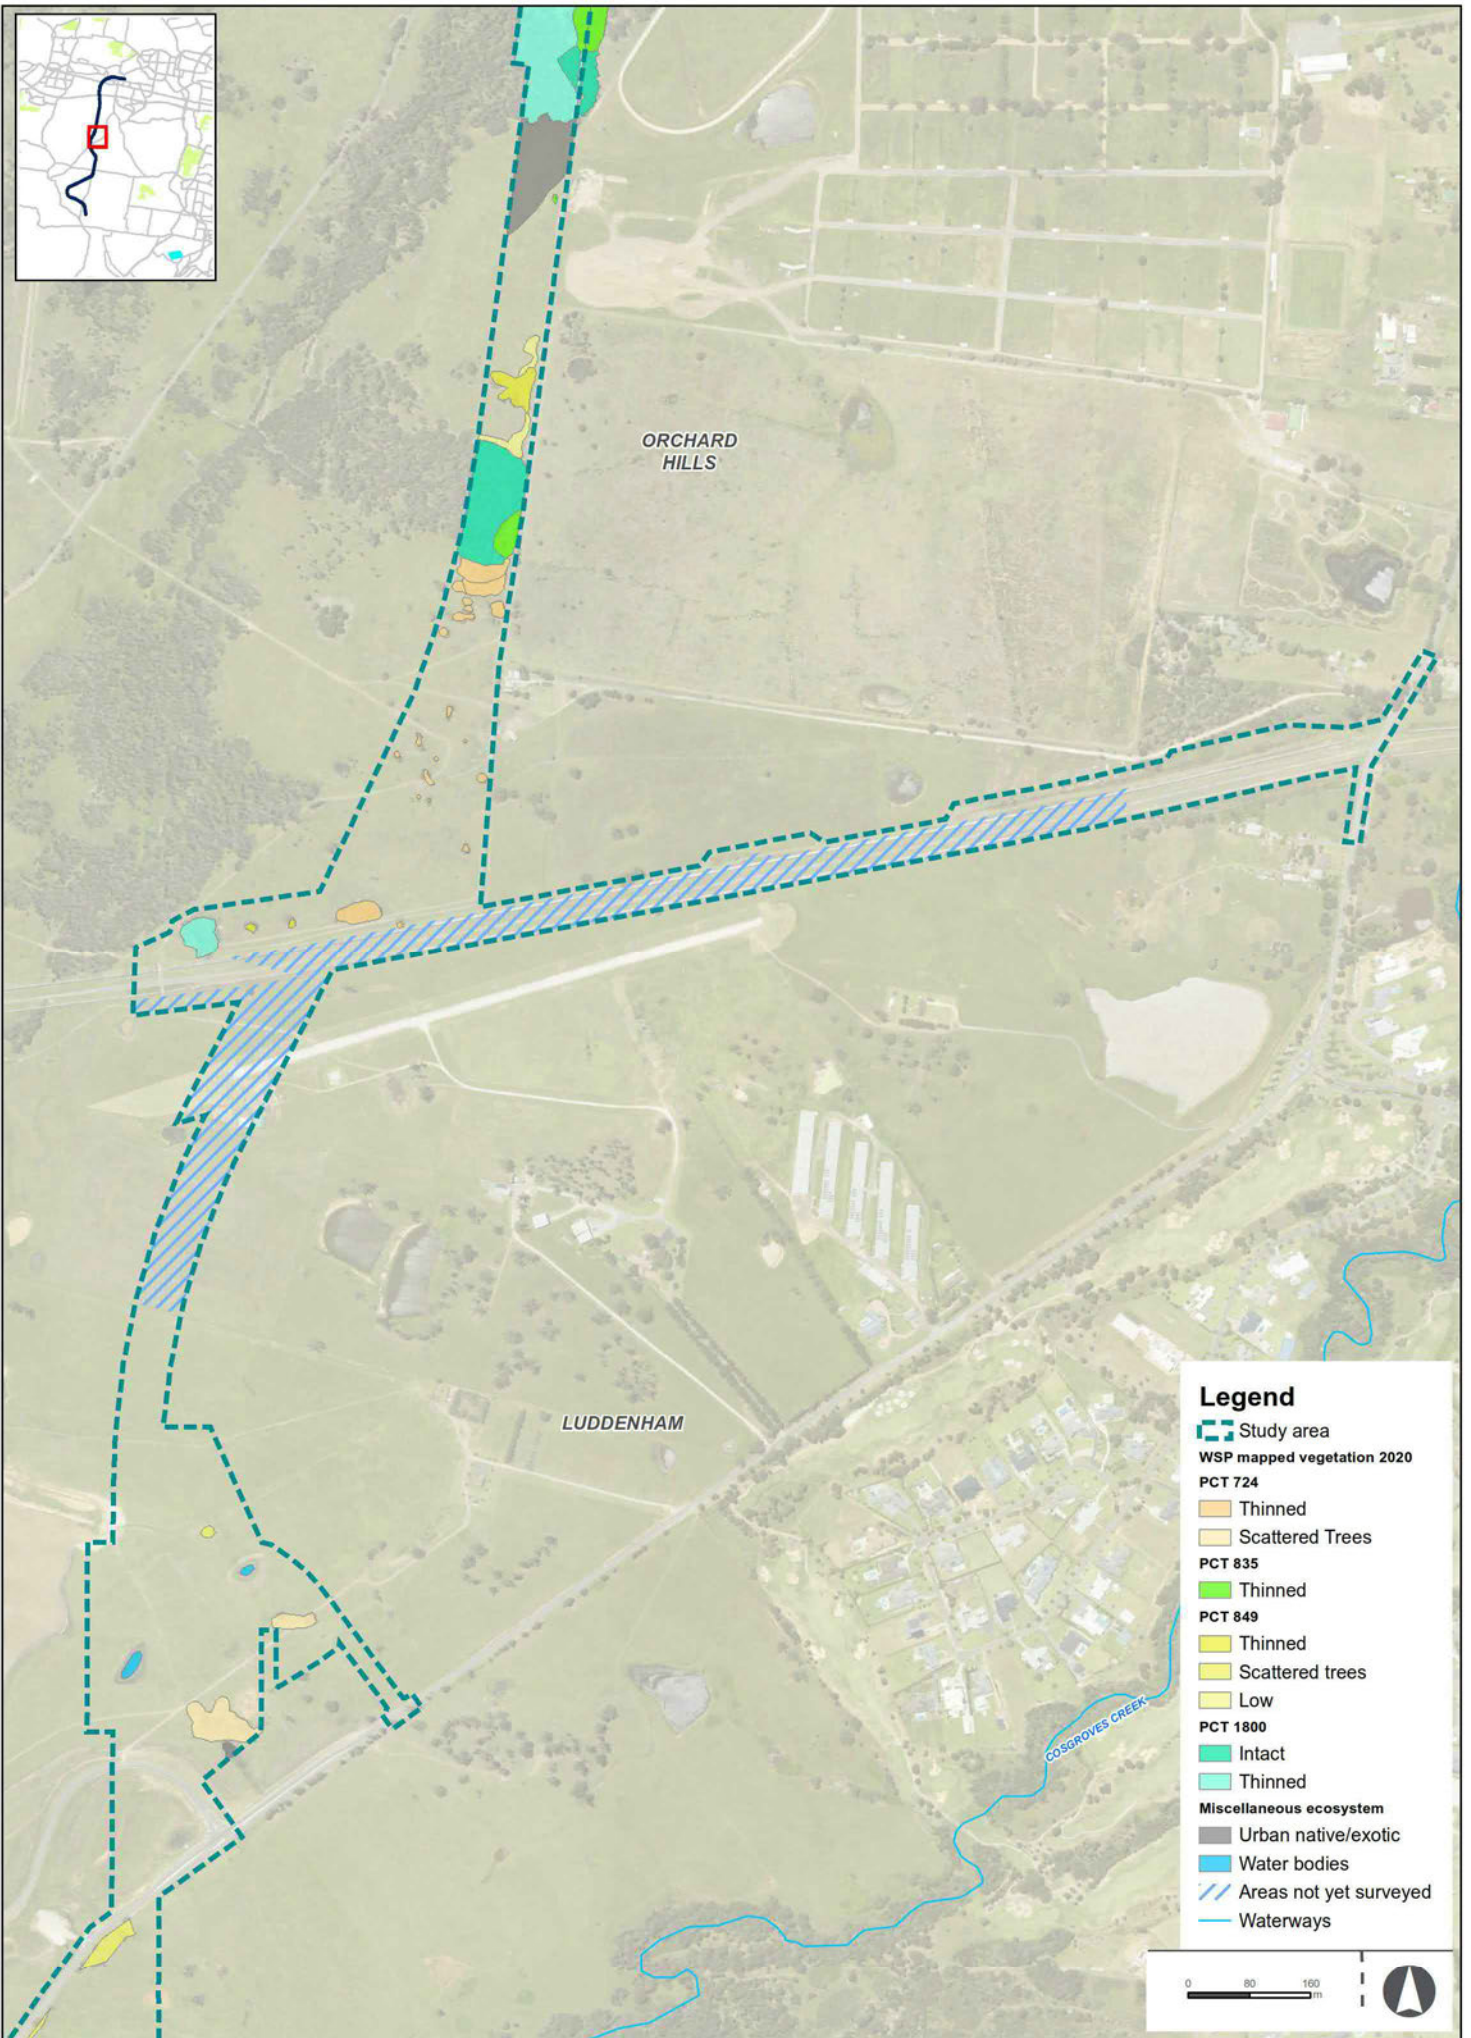 ORCHARD
HILLS
LUDDENHAM
COSGROVES CREEK
Legend
Study area
WSP mapped vegetation 2020
PCT 724
Thinned
Scattered Trees
PCT 835
Thinned
PCT 849
Thinned
Scattered trees
Low
PCT 1800
Intact
Thinned
Miscellaneous ecosystem
Urban native/exotic
Water bodies
Areas not yet surveyed
Waterways
0 80 160
m